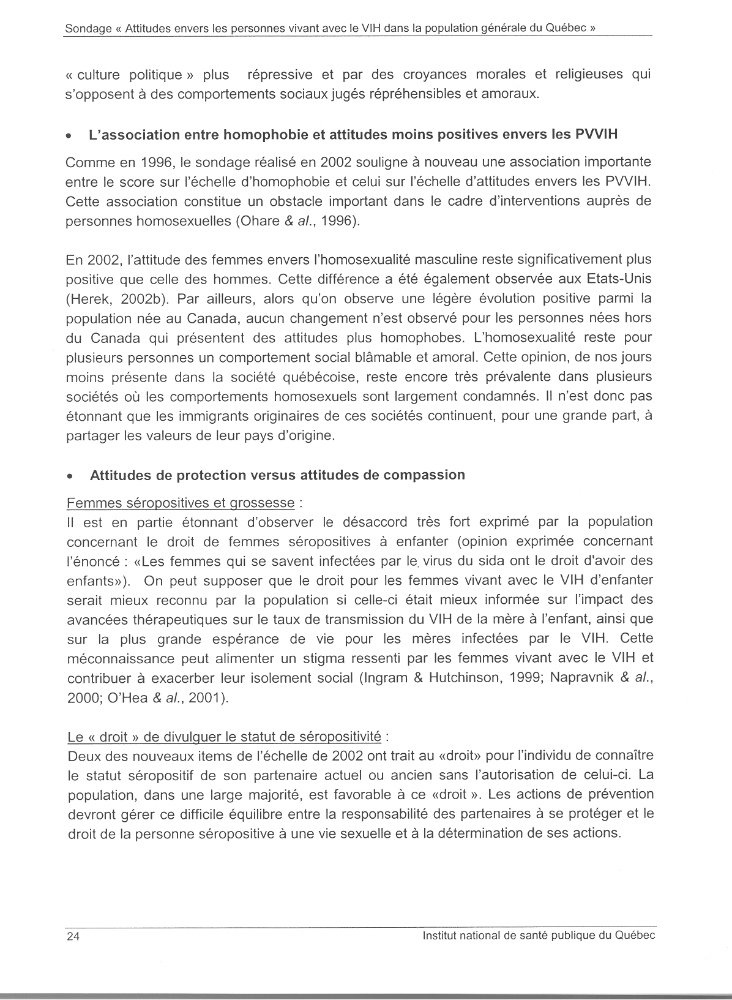 Sondage « Attitudes envers les personnes vivant avec le VIH dans la population générale du Québec »
« culture politique » plus répressive et par des croyances morales et religieuses qui
s'opposent à des comportements sociaux jugés répréhensibles et amoraux.
• L'association entre homophobie et attitudes moins positives envers les PVVIH
Comme en 1996, le sondage réalisé en 2002 souligne à nouveau une association importante
entre le score sur l'échelle d'homophobie et celui sur l'échelle d'attitudes envers les PVVIH.
Cette association constitue un obstacle important dans le cadre d'interventions auprès de
personnes homosexuelles (Ohare & al., 1996).
En 2002, l'attitude des femmes envers l'homosexualité masculine reste significativement plus
positive que celle des hommes. Cette différence a été également observée aux Etats-Unis
(Herek, 2002b). Par ailleurs, alors qu'on observe une légère évolution positive parmi la
population née au Canada, aucun changement n'est observé pour les personnes nées hors
du Canada qui présentent des attitudes plus homophobes. L'homosexualité reste pour
plusieurs personnes un comportement social blâmable et amoral. Cette opinion, de nos jours
moins présente dans la société québécoise, reste encore très prévalente dans plusieurs
sociétés où les comportements homosexuels sont largement condamnés. Il n'est donc pas
étonnant que les immigrants originaires de ces sociétés continuent, pour une grande part, à
partager les valeurs de leur pays d'origine.
• Attitudes de protection versus attitudes de compassion
Femmes séropositives et grossesse :
Il est en partie étonnant d'observer le désaccord très fort exprimé par la population
concernant le droit de femmes séropositives à enfanter (opinion exprimée concernant
l'énoncé : «Les femmes qui se savent infectées par le virus du sida ont le droit d'avoir des
enfants»). On peut supposer que le droit pour les femmes vivant avec le VIH d'enfanter
serait mieux reconnu par la population si celle-ci était mieux informée sur l'impact des
avancées thérapeutiques sur le taux de transmission du VIH de la mère à l'enfant, ainsi que
sur la plus grande espérance de vie pour les mères infectées par le VIH. Cette
méconnaissance peut alimenter un stigma ressenti par les femmes vivant avec le VIH et
contribuer à exacerber leur isolement social (Ingram & Hutchinson, 1999; Napravnik & al.,
2000; O'Hea & al., 2001).
Le « droit » de divulguer le statut de séropositivité :
Deux des nouveaux items de l'échelle de 2002 ont trait au «droit» pour l'individu de connaître
le statut séropositif de son partenaire actuel ou ancien sans l'autorisation de celui-ci. La
population, dans une large majorité, est favorable à ce «droit ». Les actions de prévention
devront gérer ce difficile équilibre entre la responsabilité des partenaires à se protéger et le
droit de la personne séropositive à une vie sexuelle et à la détermination de ses actions.
24
Institut national de santé publique du Québec